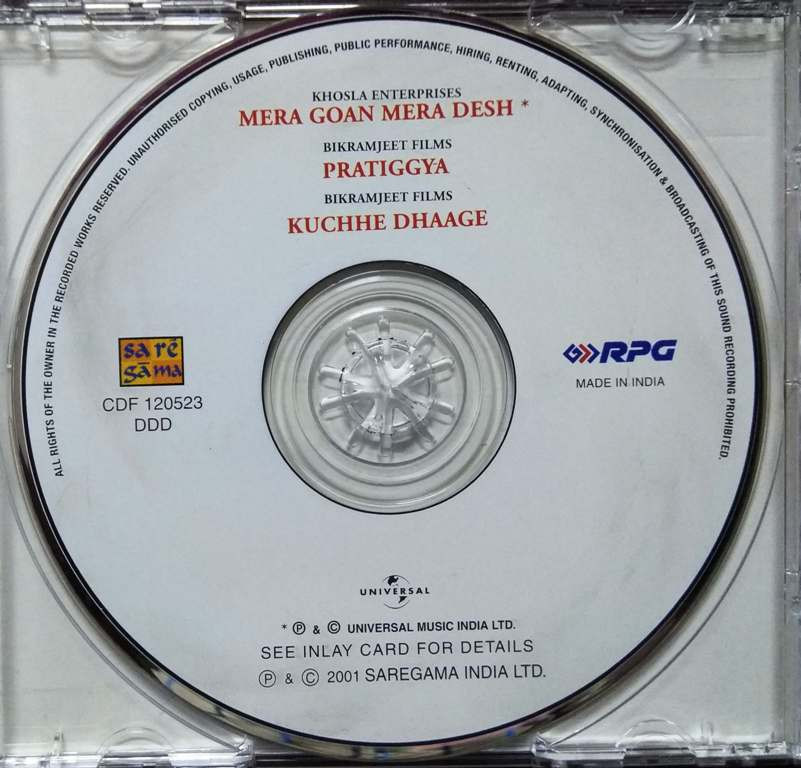 ALL RIGHTS OF THE OWNER IN THE RECORDED WORKS RESERVED. UNAUTHORISED COPYING, USAGE, PUBLISHING, PUBLIC PERFORMANCE, HIRING, RENTING, ADAPTING, SYNCHRONISATION & BROADCASTING OF THIS SOUND RECORDING PROHIBITED.
KHOSLA ENTERPRISES
MERA GOAN MERA DESH *
BIKRAMJEET FILMS
PRATIGGYA
BIKRAMJEET FILMS
KUCHHE DHAAGE
sa rē
gā ma
CDF 120523
DDD
RPG
MADE IN INDIA
UNIVERSAL
* ℗ & © UNIVERSAL MUSIC INDIA LTD.
SEE INLAY CARD FOR DETAILS
℗ & © 2001 SAREGAMA INDIA LTD.